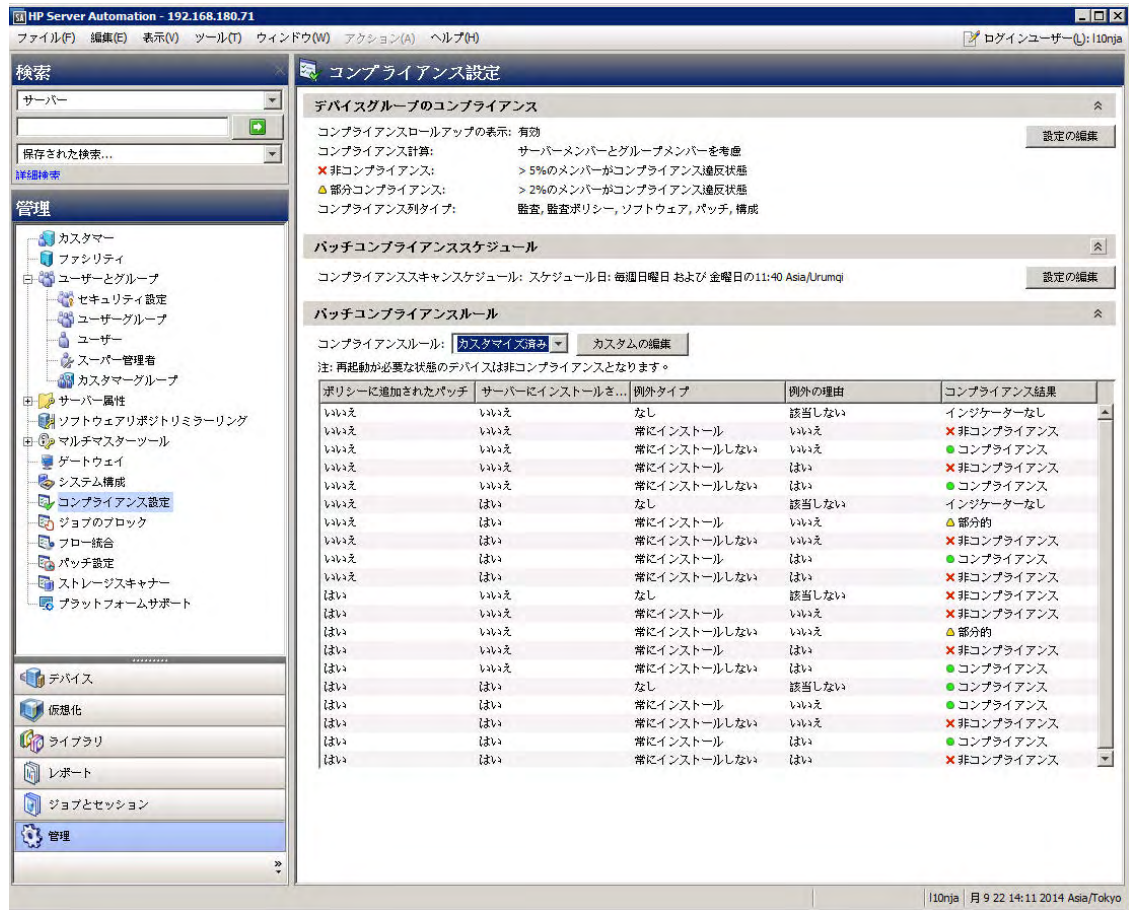 HP Server Automation - 192.168.180.71
ファイル(F) 編集(E) 表示(V) ツール(T) ウィンドウ(W) アクション(A) ヘルプ(H)
ログインユーザー(L): l10nja
検索
サーバー
保存された検索...
詳細検索
管理
カスタマー
ファシリティ
ユーザーとグループ
セキュリティ設定
ユーザーグループ
ユーザー
スーパー管理者
カスタマーグループ
サーバー属性
ソフトウェアリポジトリミラーリング
マルチマスターツール
ゲートウェイ
システム構成
コンプライアンス設定
ジョブのブロック
フロー統合
パッチ設定
ストレージスキャナー
プラットフォームサポート
デバイス
仮想化
ライブラリ
レポート
ジョブとセッション
管理
コンプライアンス設定
デバイスグループのコンプライアンス
コンプライアンスロールアップの表示: 有効
設定の編集
コンプライアンス計算: サーバーメンバーとグループメンバーを考慮
非コンプライアンス: > 5%のメンバーがコンプライアンス違反状態
部分コンプライアンス: > 2%のメンバーがコンプライアンス違反状態
コンプライアンス列タイプ: 監査, 監査ポリシー, ソフトウェア, パッチ, 構成
パッチコンプライアンススケジュール
コンプライアンススキャンスケジュール: スケジュール日: 毎週日曜日 および 金曜日の11:40 Asia/Urumqi
設定の編集
パッチコンプライアンスルール
コンプライアンスルール: カスタマイズ済み カスタムの編集
注: 再起動が必要な状態のデバイスは非コンプライアンスとなります。
ポリシーに追加されたパッチ サーバーにインストールさ... 例外タイプ 例外の理由 コンプライアンス結果
いいえ いいえ なし 該当しない インジケーターなし
いいえ いいえ 常にインストール いいえ 非コンプライアンス
いいえ いいえ 常にインストールしない いいえ コンプライアンス
いいえ いいえ 常にインストール はい 非コンプライアンス
いいえ いいえ 常にインストールしない はい コンプライアンス
いいえ はい なし 該当しない インジケーターなし
いいえ はい 常にインストール いいえ 部分的
いいえ はい 常にインストールしない いいえ 非コンプライアンス
いいえ はい 常にインストール はい コンプライアンス
いいえ はい 常にインストールしない はい 非コンプライアンス
はい いいえ なし 該当しない 非コンプライアンス
はい いいえ 常にインストール いいえ 非コンプライアンス
はい いいえ 常にインストールしない いいえ 部分的
はい いいえ 常にインストール はい 非コンプライアンス
はい いいえ 常にインストールしない はい コンプライアンス
はい はい なし 該当しない コンプライアンス
はい はい 常にインストール いいえ コンプライアンス
はい はい 常にインストールしない いいえ 非コンプライアンス
はい はい 常にインストール はい コンプライアンス
はい はい 常にインストールしない はい 非コンプライアンス
l10nja 月 9 22 14:11 2014 Asia/Tokyo